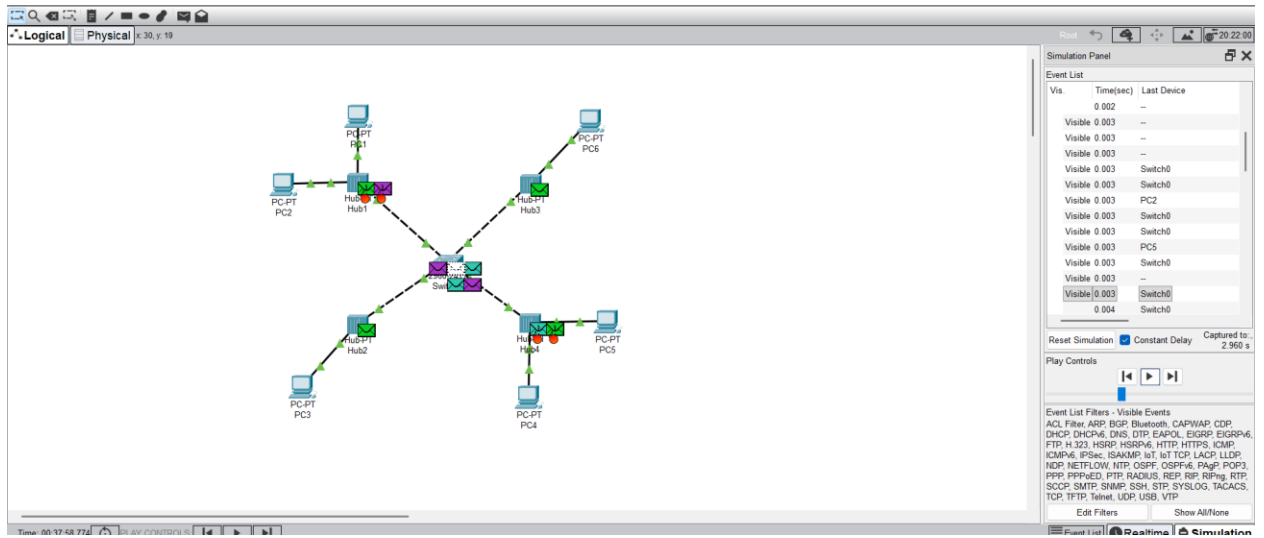 Logical Physical x: 30, y: 19
Root 20:22:00
PC-PT
PC1
PC-PT
PC6
PC-PT
PC2
Hub1
Hub-PT
Hub3
Hub-PT
Hub2
Hub4
PC-PT
PC5
PC-PT
PC3
PC-PT
PC4
Simulation Panel
Event List
Vis. Time(sec) Last Device
0.002 --
Visible 0.003 --
Visible 0.003 --
Visible 0.003 --
Visible 0.003 Switch0
Visible 0.003 Switch0
Visible 0.003 PC2
Visible 0.003 Switch0
Visible 0.003 PC5
Visible 0.003 Switch0
Visible 0.003 --
Visible 0.003 Switch0
0.004 Switch0
Reset Simulation Constant Delay Captured to:
2.960 s
Play Controls
Event List Filters - Visible Events
ACL Filter, ARP, BGP, Bluetooth, CAPWAP, CDP,
DHCP, DHCPv6, DNS, DTP, EAPOL, EIGRP, EIGRPv6,
FTP, H.323, HSRP, HSRPv6, HTTP, HTTPS, ICMP,
ICMPv6, IPSec, ISAKMP, IoT, IoT TCP, LACP, LLDP,
NDP, NETFLOW, NTP, OSPF, OSPFv6, PAgP, POP3,
PPP, PPPoED, PTP, RADIUS, REP, RIP, RIPng, RTP,
SCCP, SMTP, SNMP, SSH, STP, SYSLOG, TACACS,
TCP, TFTP, Telnet, UDP, USB, VTP
Edit Filters Show All/None
Time: 00:37:58.774 PLAY CONTROLS:
Event List Realtime Simulation